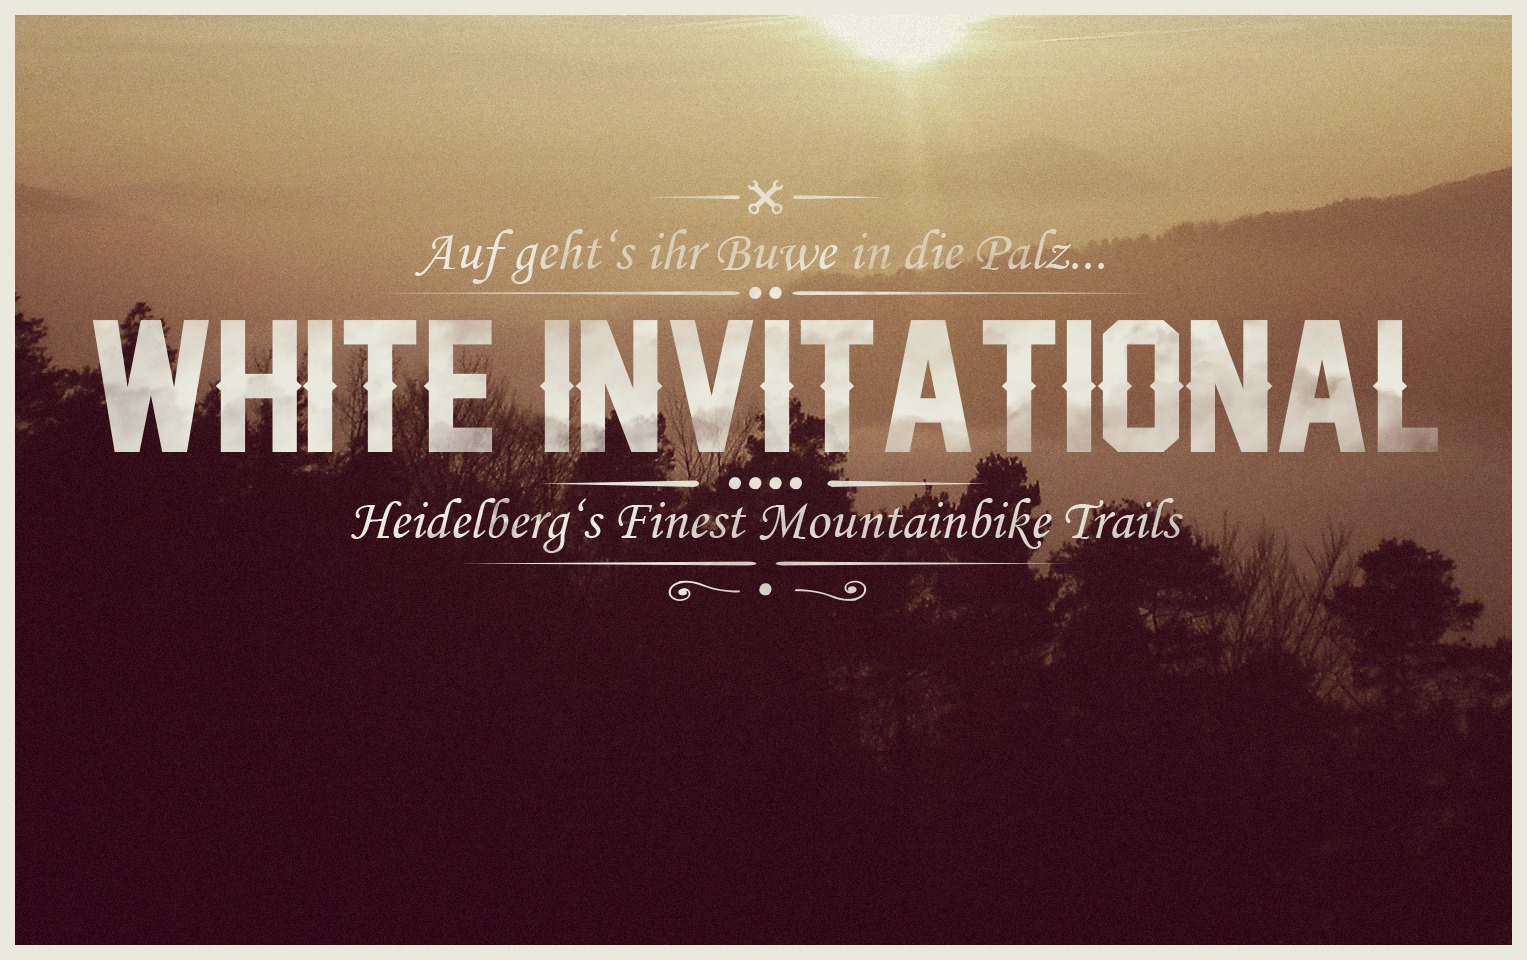 Auf geht‘s ihr Buwe in die Palz...
WHITE INVITATIONAL
Heidelberg‘s Finest Mountainbike Trails